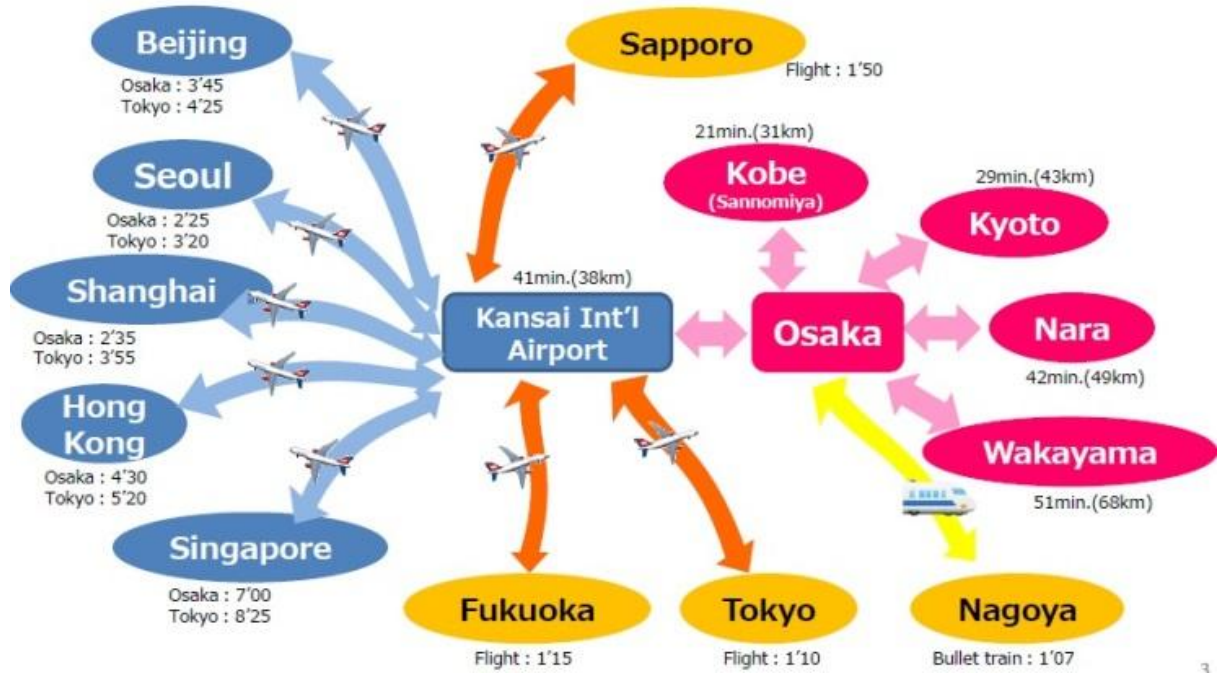 Beijing
Osaka : 3'45
Tokyo : 4'25
Sapporo
Flight : 1'50
Seoul
Osaka : 2'25
Tokyo : 3'20
21min.(31km)
Kobe
(Sannomiya)
29min.(43km)
Kyoto
Shanghai
Osaka : 2'35
Tokyo : 3'55
41min.(38km)
Kansai Int'l
Airport
Osaka
Nara
42min.(49km)
Hong
Kong
Osaka : 4'30
Tokyo : 5'20
Wakayama
51min.(68km)
Singapore
Osaka : 7'00
Tokyo : 8'25
Fukuoka
Flight : 1'15
Tokyo
Flight : 1'10
Nagoya
Bullet train : 1'07
3